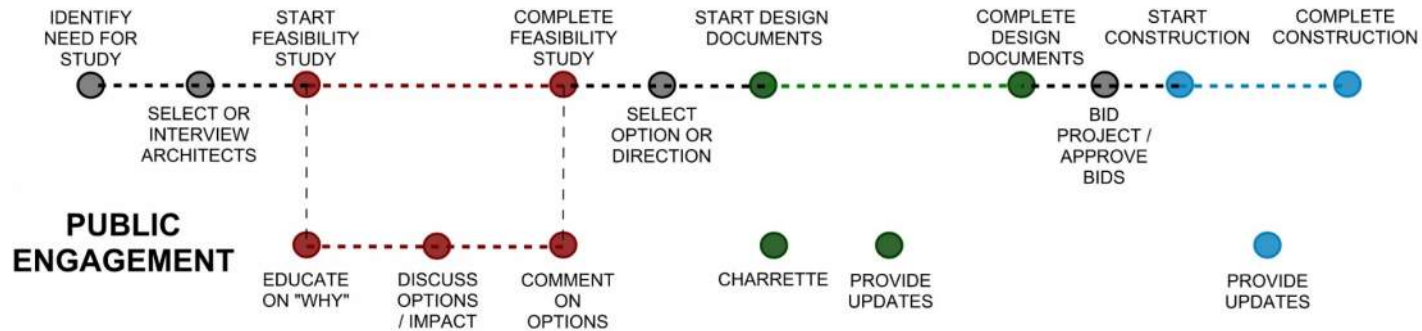 IDENTIFY
NEED FOR
STUDY
START
FEASIBILITY
STUDY
COMPLETE
FEASIBILITY
STUDY
START DESIGN
DOCUMENTS
COMPLETE
DESIGN
DOCUMENTS
START
CONSTRUCTION
COMPLETE
CONSTRUCTION
SELECT OR
INTERVIEW
ARCHITECTS
SELECT
OPTION OR
DIRECTION
BID
PROJECT /
APPROVE
BIDS
PUBLIC
ENGAGEMENT
EDUCATE
ON "WHY"
DISCUSS
OPTIONS
/ IMPACT
COMMENT
ON
OPTIONS
CHARRETTE
PROVIDE
UPDATES
PROVIDE
UPDATES